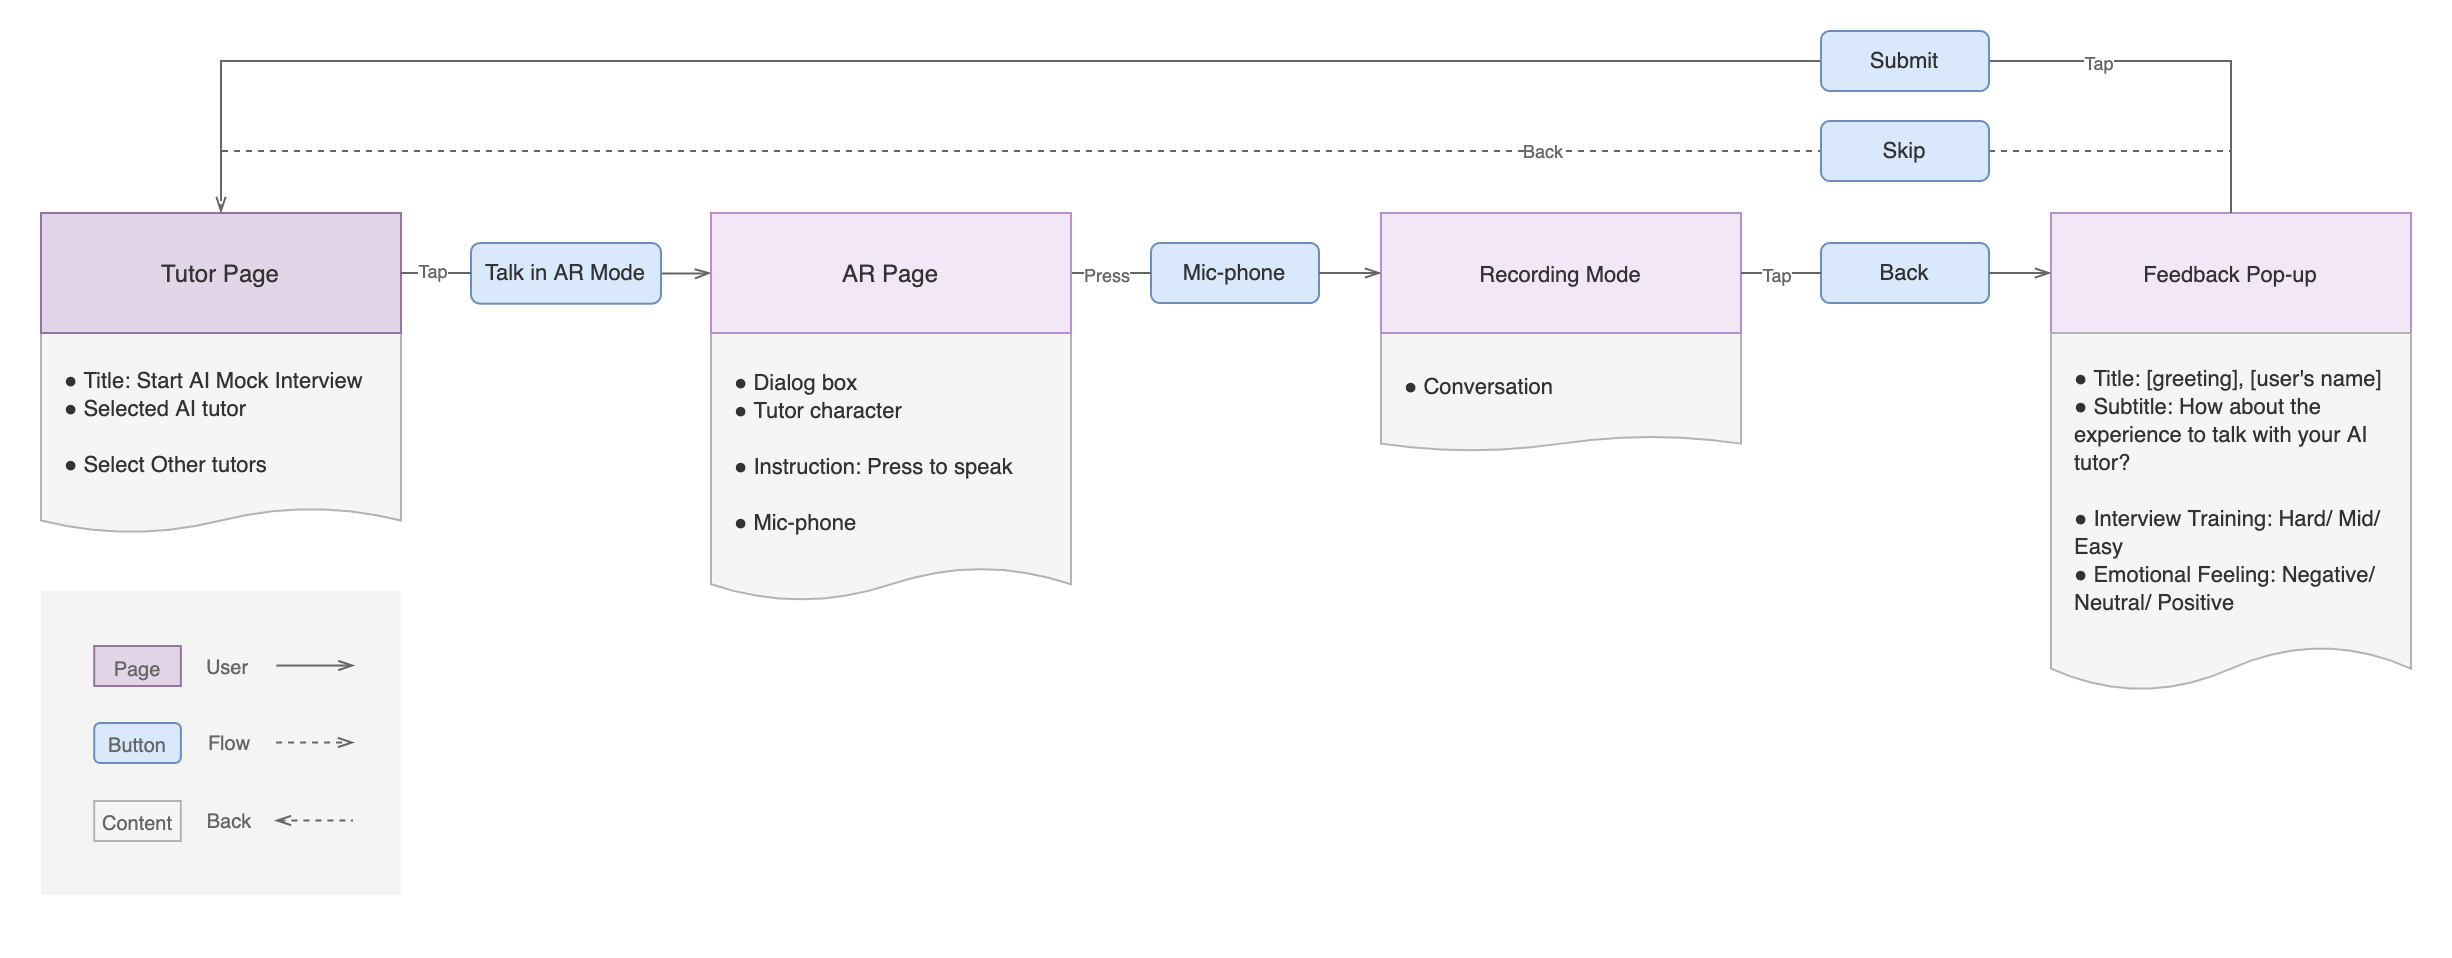 Submit
Tap
Back
Skip
Tutor Page
Tap
Talk in AR Mode
AR Page
Press
Mic-phone
Recording Mode
Tap
Back
Feedback Pop-up
● Title: Start AI Mock Interview
● Selected AI tutor
● Select Other tutors
● Dialog box
● Tutor character
● Instruction: Press to speak
● Mic-phone
● Conversation
● Title: [greeting], [user's name]
● Subtitle: How about the
experience to talk with your AI
tutor?
● Interview Training: Hard/ Mid/
Easy
● Emotional Feeling: Negative/
Neutral/ Positive
Page
User
Button
Flow
Content
Back